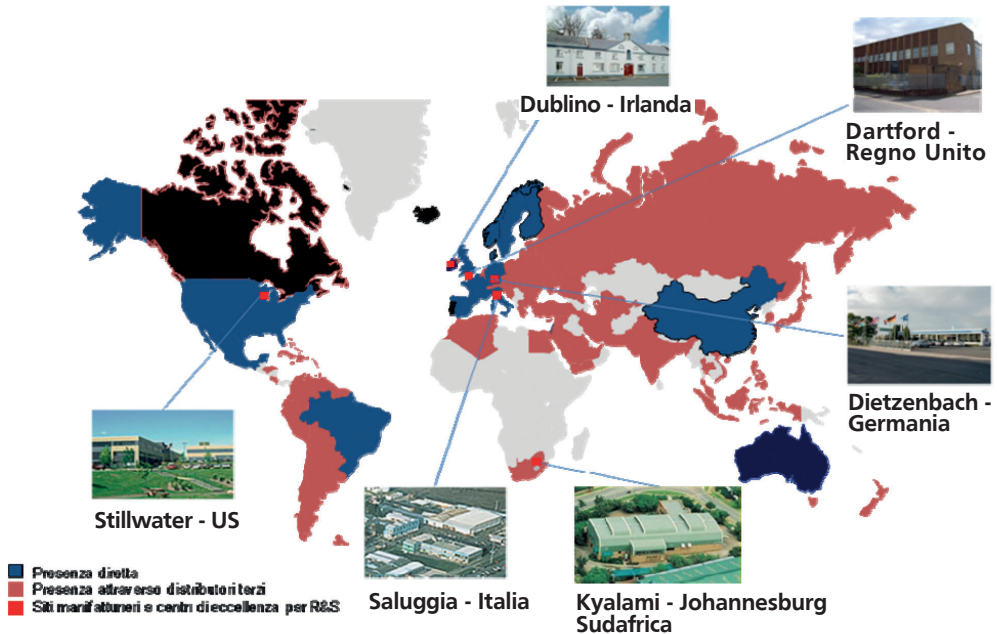 Dublino - Irlanda
Dartford -
Regno Unito
Dietzenbach -
Germania
Stillwater - US
Saluggia - Italia
Kyalami - Johannesburg
Sudafrica
Presenza diretta
Presenza attraverso distributori terzi
Siti manifatturieri e centri di eccellenza per R&S